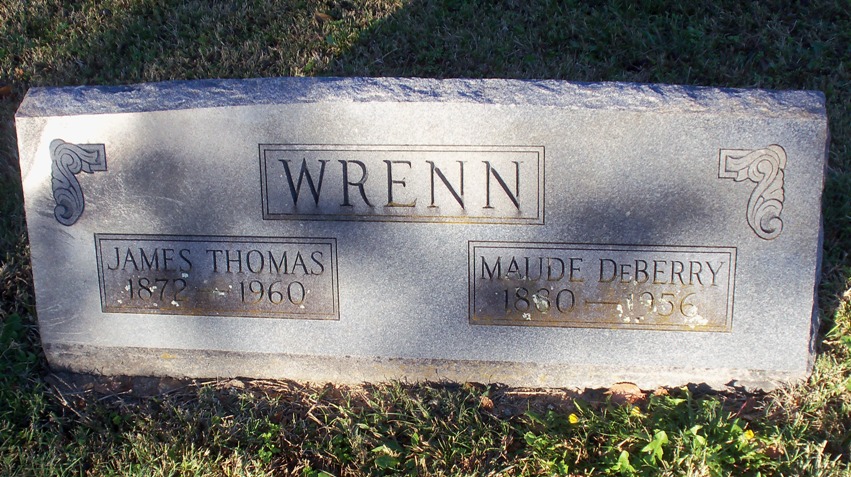 WRENN
JAMES THOMAS
1872 — 1960
MAUDE DEBERRY
1880 — 1956